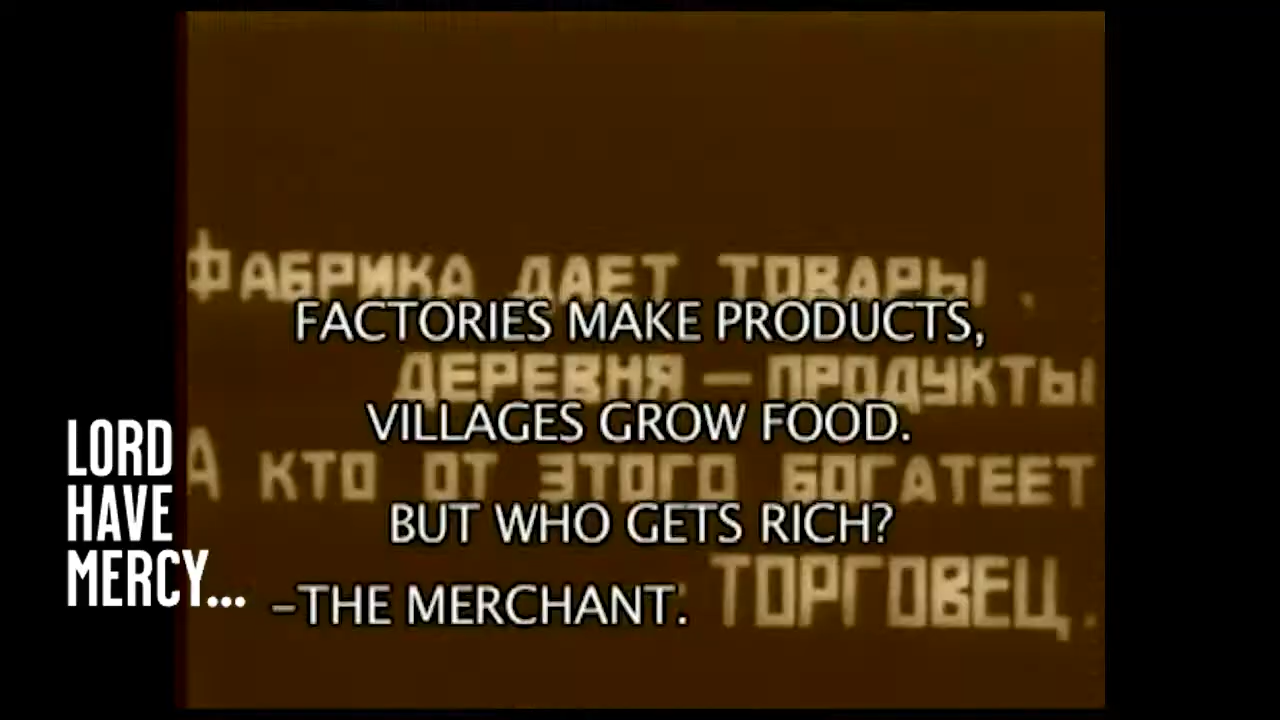 ФАБРИКА ДАЕТ ТОВАРЫ,
FACTORIES MAKE PRODUCTS,
ДЕРЕВНЯ — ПРОДУКТЫ
VILLAGES GROW FOOD.
А КТО ОТ ЭТОГО БОГАТЕЕТ
BUT WHO GETS RICH?
–THE MERCHANT.
ТОРГОВЕЦ.
LORD
HAVE
MERCY...